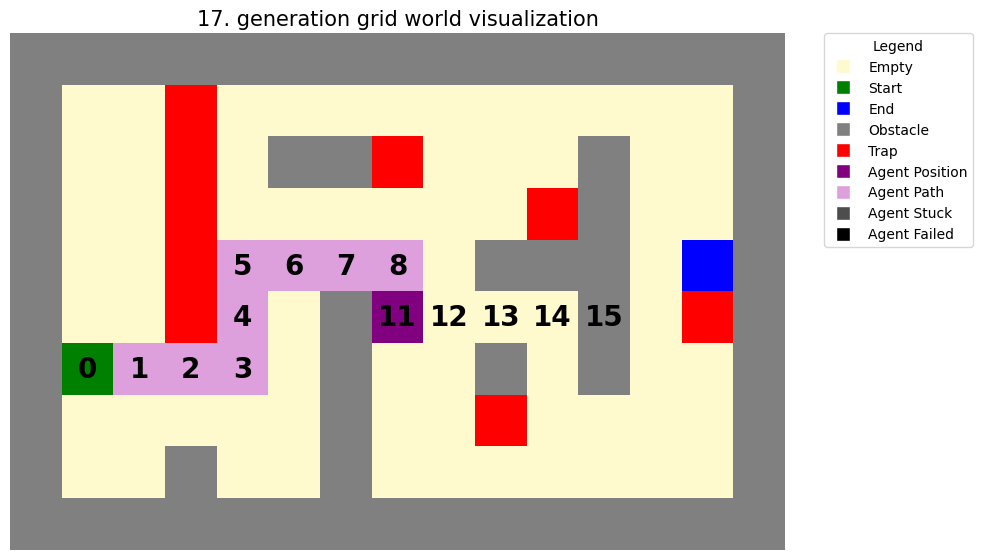 17. generation grid world visualization
Legend
Empty
Start
End
Obstacle
Trap
Agent Position
Agent Path
Agent Stuck
Agent Failed
5 6 7 8
4 11 12 13 14 15
0 1 2 3